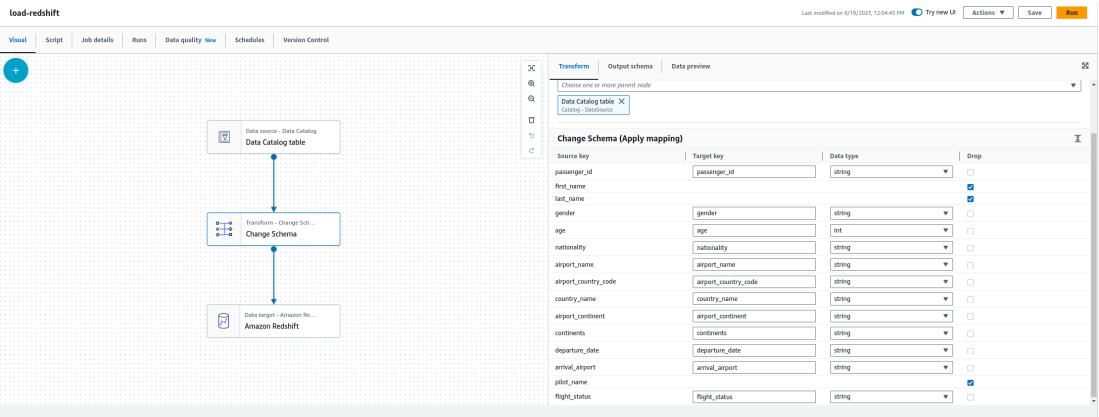 load-redshift
Last modified on 9/19/2025, 12:04:45 PM
Try new UI
Actions
Save
Run
Visual
Script
Job details
Runs
Data quality New
Schedules
Version Control
+
Data source - Data Catalog
Data Catalog table
Transform - Change Sch...
Change Schema
Data target - Amazon Re...
Amazon Redshift
Transform
Output schema
Data preview
Choose one or more parent node
Data Catalog table
Catalog - DataSource
Change Schema (Apply mapping)
Source key Target key Data type Drop
passenger_id passenger_id string
first_name
last_name
gender gender string
age age int
nationality nationality string
airport_name airport_name string
airport_country_code airport_country_code string
country_name country_name string
airport_continent airport_continent string
continents continents string
departure_date departure_date string
arrival_airport arrival_airport string
pilot_name
flight_status flight_status string